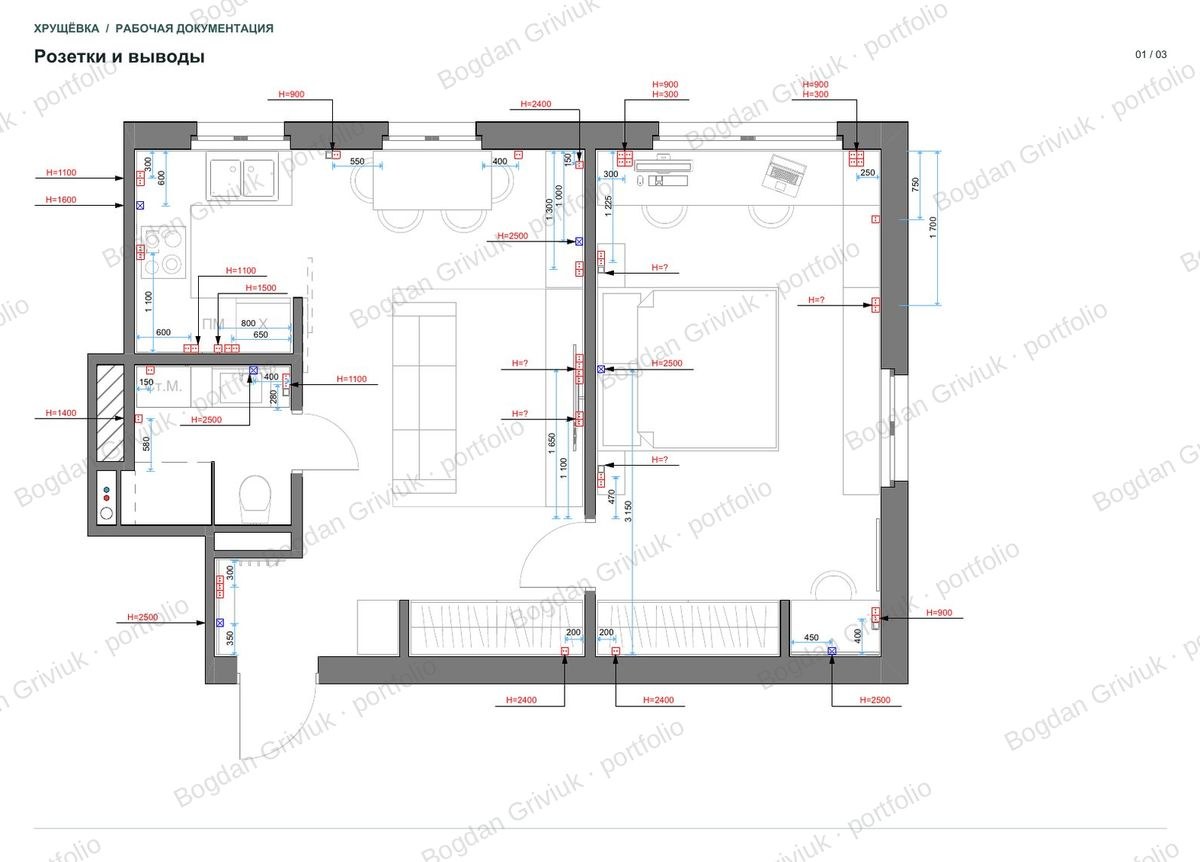 ХРУЩЁВКА / РАБОЧАЯ ДОКУМЕНТАЦИЯ
Розетки и выводы
01 / 03
H=900
H=2400
H=900
H=300
H=900
H=300
H=1100
H=1600
300
600
550
400
150
1 000
1 300
300
1 225
250
750
1 700
H=2500
H=1100
H=1500
1 100
600
ПМ
Х
800
650
H=?
H=?
H=?
H=?
H=2500
150
т.М.
400
280
H=1100
H=1400
H=2500
580
1 650
1 100
H=?
470
3 150
300
350
H=2500
200
200
450
400
H=900
H=2400
H=2400
H=2500
Bogdan Griviuk · portfolio